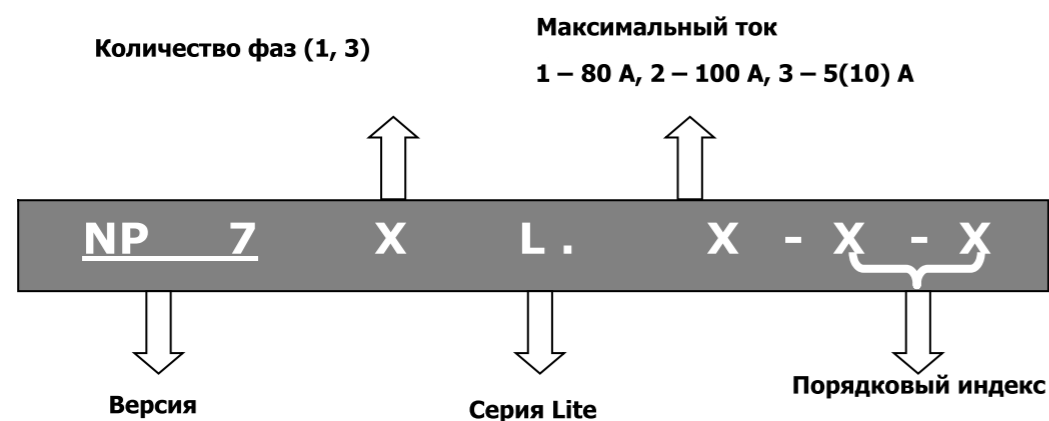 Количество фаз (1, 3)
Максимальный ток
1 – 80 А, 2 – 100 А, 3 – 5(10) А
NP 7 X L . X - X - X
Версия
Серия Lite
Порядковый индекс